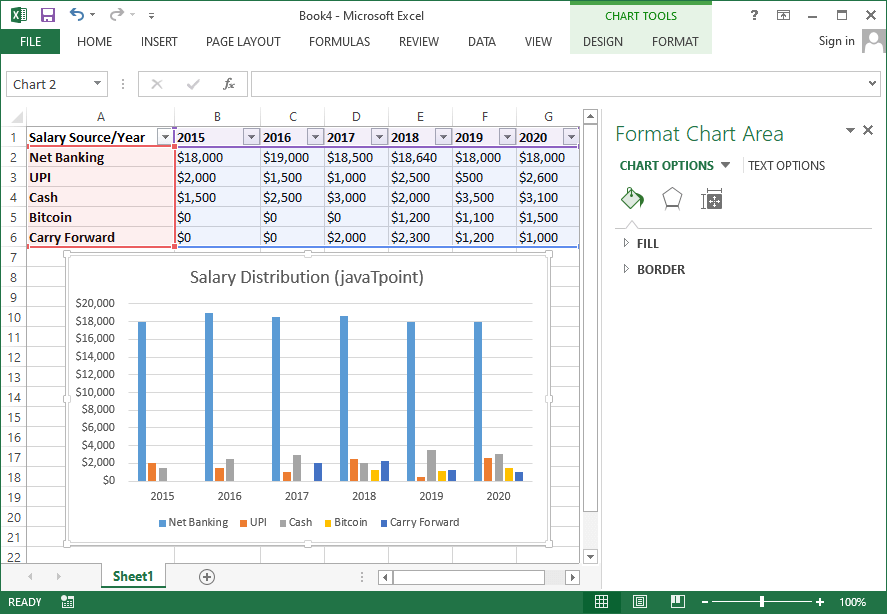 Book4 - Microsoft Excel
CHART TOOLS
?
FILE HOME INSERT PAGE LAYOUT FORMULAS REVIEW DATA VIEW DESIGN FORMAT Sign in
Chart 2 fx
A B C D E F G
1 Salary Source/Year 2015 2016 2017 2018 2019 2020
2 Net Banking $18,000 $19,000 $18,500 $18,640 $18,000 $18,000
3 UPI $2,000 $1,500 $1,000 $2,500 $500 $2,600
4 Cash $1,500 $2,500 $3,000 $2,000 $3,500 $3,100
5 Bitcoin $0 $0 $0 $1,200 $1,100 $1,500
6 Carry Forward $0 $0 $2,000 $2,300 $1,200 $1,000
7
8
9
10
11
12
13
14
15
16
17
18
19
20
21
22
Salary Distribution (javaTpoint)
$20,000
$18,000
$16,000
$14,000
$12,000
$10,000
$8,000
$6,000
$4,000
$2,000
$0
2015 2016 2017 2018 2019 2020
Net Banking UPI Cash Bitcoin Carry Forward
Format Chart Area
CHART OPTIONS TEXT OPTIONS
FILL
BORDER
Sheet1
READY 100%